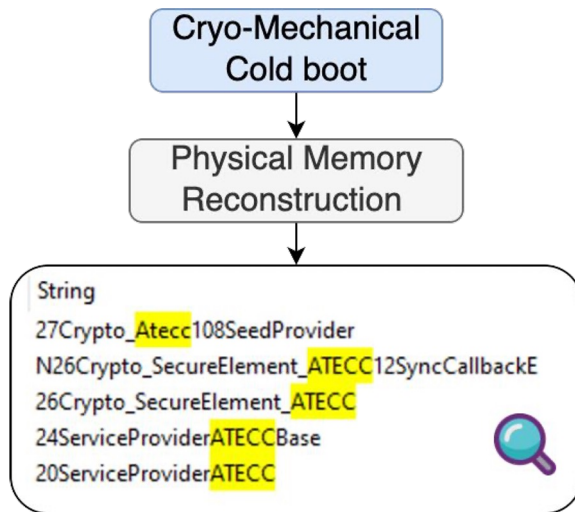 Cryo-Mechanical
Cold boot
Physical Memory
Reconstruction
String
27Crypto_Atecc108SeedProvider
N26Crypto_SecureElement_ATECC12SyncCallbackE
26Crypto_SecureElement_ATECC
24ServiceProviderATECCBase
20ServiceProviderATECC